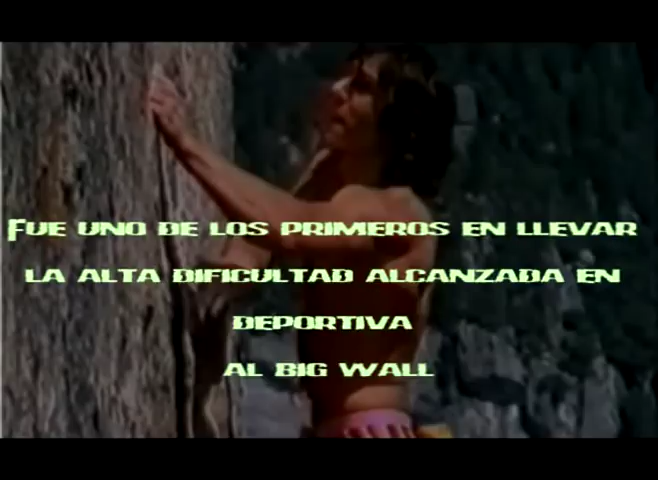 Fue uno de los primeros en llevar
la alta dificultad alcanzada en
deportiva
al big wall